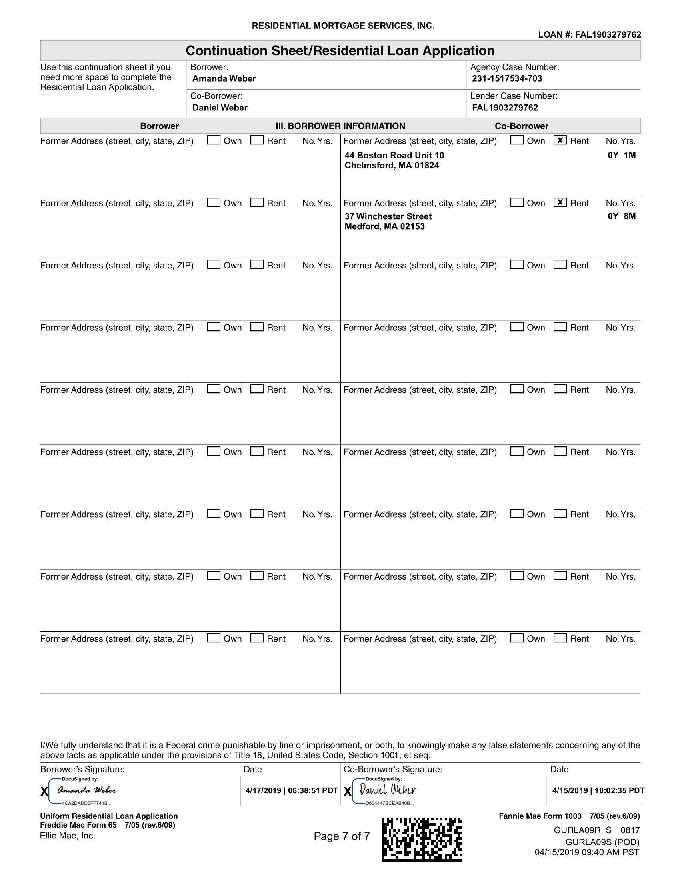 RESIDENTIAL MORTGAGE SERVICES, INC.
LOAN #: FAL1903279762
Continuation Sheet/Residential Loan Application
Use this continuation sheet if you
need more space to complete the
Residential Loan Application.
Borrower:
Amanda Weber
Agency Case Number:
231-1517534-703
Co-Borrower:
Daniel Weber
Lender Case Number:
FAL1903279762
Borrower III. BORROWER INFORMATION Co-Borrower
Former Address (street, city, state, ZIP) Own Rent No. Yrs. Former Address (street, city, state, ZIP) Own X Rent No. Yrs.
44 Boston Road Unit 10 0Y 1M
Chelmsford, MA 01824
Former Address (street, city, state, ZIP) Own Rent No. Yrs. Former Address (street, city, state, ZIP) Own X Rent No. Yrs.
37 Winchester Street 0Y 8M
Medford, MA 02153
Former Address (street, city, state, ZIP) Own Rent No. Yrs. Former Address (street, city, state, ZIP) Own Rent No. Yrs.
Former Address (street, city, state, ZIP) Own Rent No. Yrs. Former Address (street, city, state, ZIP) Own Rent No. Yrs.
Former Address (street, city, state, ZIP) Own Rent No. Yrs. Former Address (street, city, state, ZIP) Own Rent No. Yrs.
Former Address (street, city, state, ZIP) Own Rent No. Yrs. Former Address (street, city, state, ZIP) Own Rent No. Yrs.
Former Address (street, city, state, ZIP) Own Rent No. Yrs. Former Address (street, city, state, ZIP) Own Rent No. Yrs.
Former Address (street, city, state, ZIP) Own Rent No. Yrs. Former Address (street, city, state, ZIP) Own Rent No. Yrs.
Former Address (street, city, state, ZIP) Own Rent No. Yrs. Former Address (street, city, state, ZIP) Own Rent No. Yrs.
I/We fully understand that it is a Federal crime punishable by fine or imprisonment, or both, to knowingly make any false statements concerning any of the
above facts as applicable under the provisions of Title 18, United States Code, Section 1001, et seq.
Borrower's Signature: Date Co-Borrower's Signature: Date
DocuSigned by: DocuSigned by:
X Amanda Weber 4/17/2019 | 06:38:51 PDT X Daniel Weber 4/15/2019 | 10:02:35 PDT
Uniform Residential Loan Application
Freddie Mac Form 65 7/05 (rev.6/09)
Ellie Mae, Inc.
Page 7 of 7
Fannie Mae Form 1003 7/05 (rev.6/09)
GURLA09R_S 0817
GURLA09S (POD)
04/15/2019 09:40 AM PST